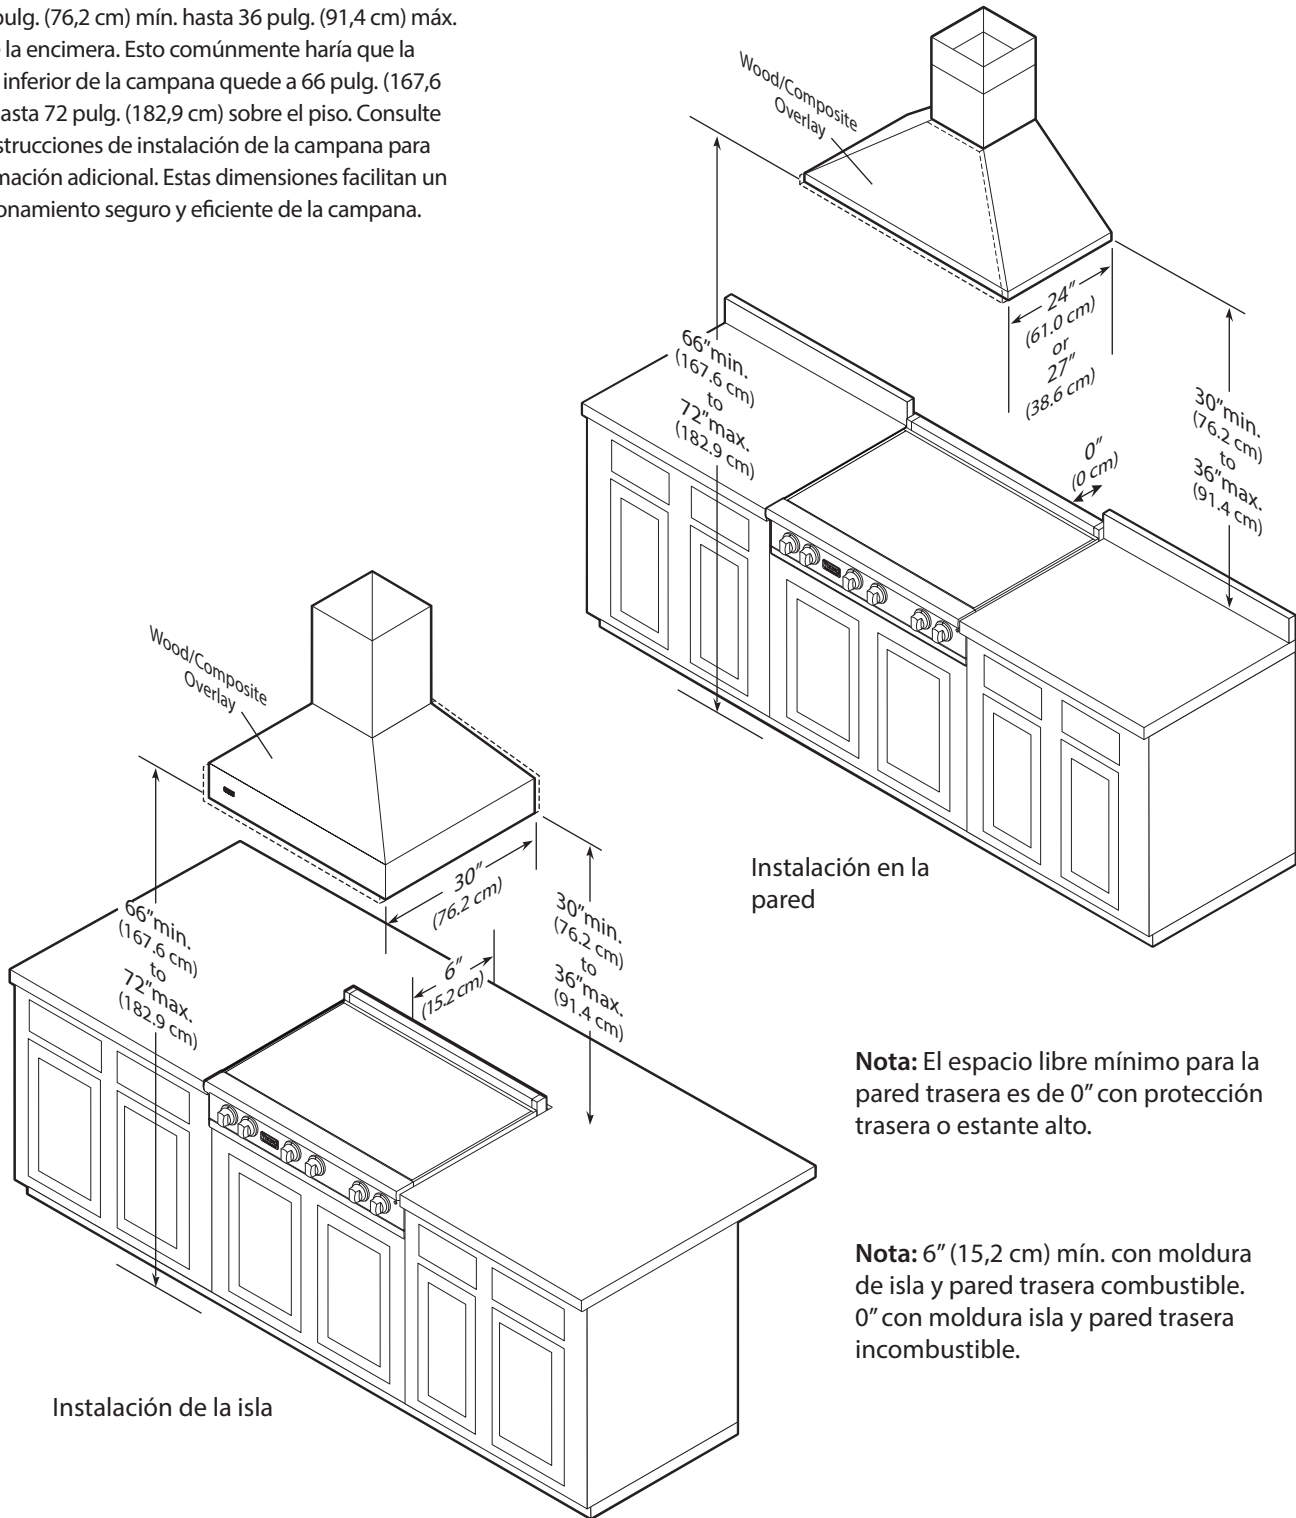 pulg. (76,2 cm) mín. hasta 36 pulg. (91,4 cm) máx.
la encimera. Esto comúnmente haría que la
inferior de la campana quede a 66 pulg. (167,6
asta 72 pulg. (182,9 cm) sobre el piso. Consulte
strucciones de instalación de la campana para
mación adicional. Estas dimensiones facilitan un
onamiento seguro y eficiente de la campana.
Wood/Composite
Overlay
24"
(61.0 cm)
or
27"
(38.6 cm)
66"min.
(167.6 cm)
to
72"max.
(182.9 cm)
30"min.
(76.2 cm)
to
36"max.
(91.4 cm)
0"
(0 cm)
Instalación en la
pared
Wood/Composite
Overlay
30"
(76.2 cm)
66"min.
(167.6 cm)
to
72"max.
(182.9 cm)
6"
(15.2 cm)
30"min.
(76.2 cm)
to
36"max.
(91.4 cm)
Nota: El espacio libre mínimo para la
pared trasera es de 0" con protección
trasera o estante alto.
Nota: 6" (15,2 cm) mín. con moldura
de isla y pared trasera combustible.
0" con moldura isla y pared trasera
incombustible.
Instalación de la isla